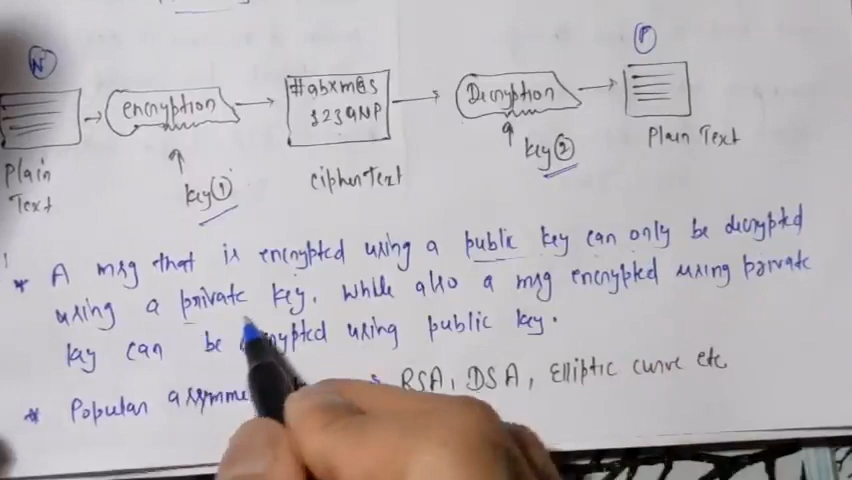 N
P
encryption
#abxm@s
123@NP
Decryption
Plain Text
key ①
Cipher Text
key ②
Plain Text
* A msg that is encrypted using a public key can only be decrypted
using a private key. While also a msg encrypted using private
key can be using public key.
* Popular RSA, DSA, Elliptic curve etc